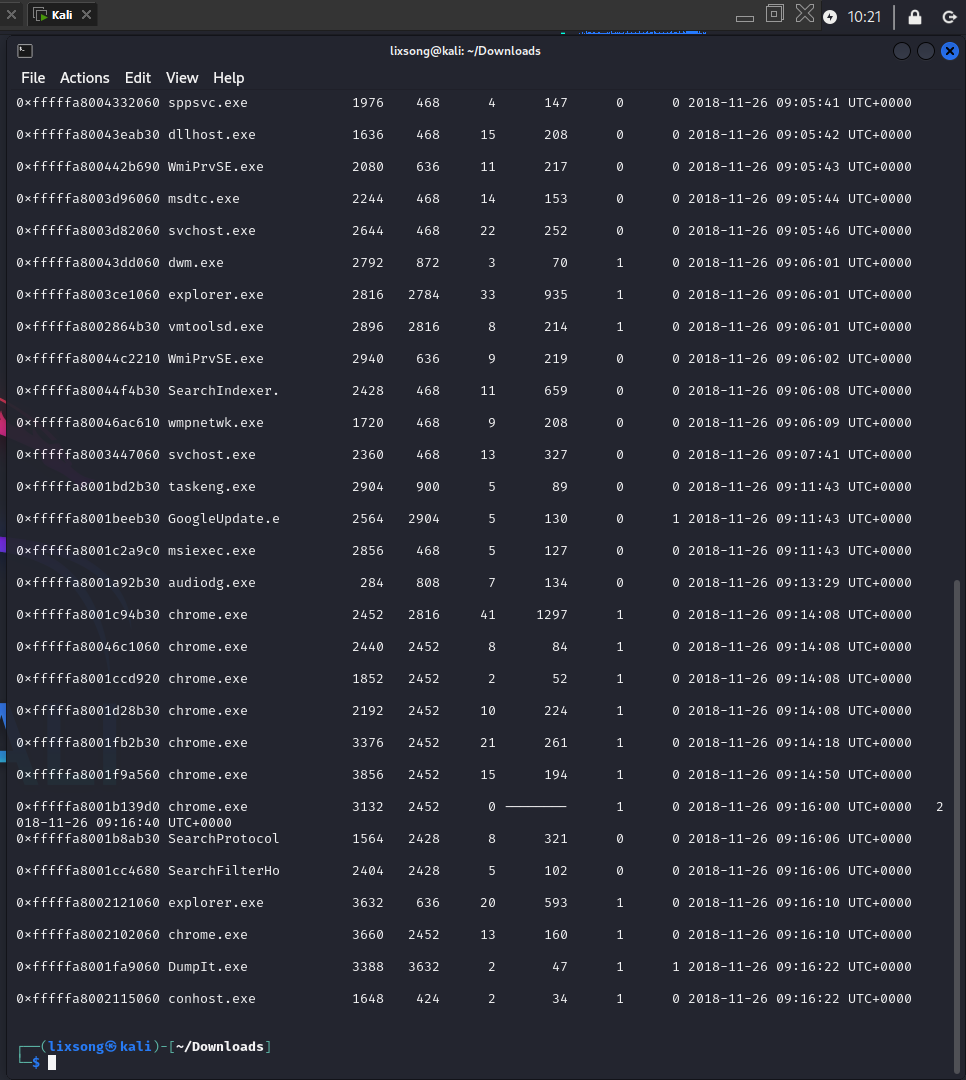 Kali
10:21
lixsong@kali: ~/Downloads
File Actions Edit View Help
0×fffffa8004332060 sppsvc.exe 1976 468 4 147 0 0 2018-11-26 09:05:41 UTC+0000
0×fffffa80043eab30 dllhost.exe 1636 468 15 208 0 0 2018-11-26 09:05:42 UTC+0000
0×fffffa800442b690 WmiPrvSE.exe 2080 636 11 217 0 0 2018-11-26 09:05:43 UTC+0000
0×fffffa8003d96060 msdtc.exe 2244 468 14 153 0 0 2018-11-26 09:05:44 UTC+0000
0×fffffa8003d82060 svchost.exe 2644 468 22 252 0 0 2018-11-26 09:05:46 UTC+0000
0×fffffa80043dd060 dwm.exe 2792 872 3 70 1 0 2018-11-26 09:06:01 UTC+0000
0×fffffa8003ce1060 explorer.exe 2816 2784 33 935 1 0 2018-11-26 09:06:01 UTC+0000
0×fffffa8002864b30 vmtoolsd.exe 2896 2816 8 214 1 0 2018-11-26 09:06:01 UTC+0000
0×fffffa80044c2210 WmiPrvSE.exe 2940 636 9 219 0 0 2018-11-26 09:06:02 UTC+0000
0×fffffa80044f4b30 SearchIndexer. 2428 468 11 659 0 0 2018-11-26 09:06:08 UTC+0000
0×fffffa80046ac610 wmpnetwk.exe 1720 468 9 208 0 0 2018-11-26 09:06:09 UTC+0000
0×fffffa8003447060 svchost.exe 2360 468 13 327 0 0 2018-11-26 09:07:41 UTC+0000
0×fffffa8001bd2b30 taskeng.exe 2904 900 5 89 0 0 2018-11-26 09:11:43 UTC+0000
0×fffffa8001beeb30 GoogleUpdate.e 2564 2904 5 130 0 1 2018-11-26 09:11:43 UTC+0000
0×fffffa8001c2a9c0 msiexec.exe 2856 468 5 127 0 0 2018-11-26 09:11:43 UTC+0000
0×fffffa8001a92b30 audiodg.exe 284 808 7 134 0 0 2018-11-26 09:13:29 UTC+0000
0×fffffa8001c94b30 chrome.exe 2452 2816 41 1297 1 0 2018-11-26 09:14:08 UTC+0000
0×fffffa80046c1060 chrome.exe 2440 2452 8 84 1 0 2018-11-26 09:14:08 UTC+0000
0×fffffa8001ccd920 chrome.exe 1852 2452 2 52 1 0 2018-11-26 09:14:08 UTC+0000
0×fffffa8001d28b30 chrome.exe 2192 2452 10 224 1 0 2018-11-26 09:14:08 UTC+0000
0×fffffa8001fb2b30 chrome.exe 3376 2452 21 261 1 0 2018-11-26 09:14:18 UTC+0000
0×fffffa8001f9a560 chrome.exe 3856 2452 15 194 1 0 2018-11-26 09:14:50 UTC+0000
0×fffffa8001b139d0 chrome.exe 3132 2452 0 ──────── 1 0 2018-11-26 09:16:00 UTC+0000 2
018-11-26 09:16:40 UTC+0000
0×fffffa8001b8ab30 SearchProtocol 1564 2428 8 321 0 0 2018-11-26 09:16:06 UTC+0000
0×fffffa8001cc4680 SearchFilterHo 2404 2428 5 102 0 0 2018-11-26 09:16:06 UTC+0000
0×fffffa8002121060 explorer.exe 3632 636 20 593 1 0 2018-11-26 09:16:10 UTC+0000
0×fffffa8002102060 chrome.exe 3660 2452 13 160 1 0 2018-11-26 09:16:10 UTC+0000
0×fffffa8001fa9060 DumpIt.exe 3388 3632 2 47 1 1 2018-11-26 09:16:22 UTC+0000
0×fffffa8002115060 conhost.exe 1648 424 2 34 1 0 2018-11-26 09:16:22 UTC+0000
┌──(lixsong㉿kali)-[~/Downloads]
└─$